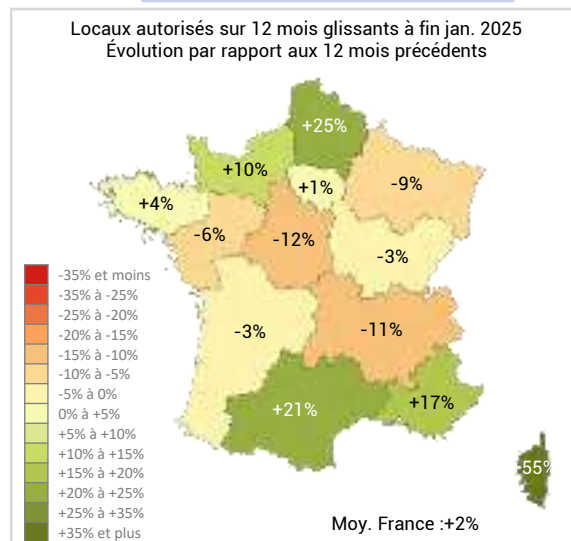 Locaux autorisés sur 12 mois glissants à fin jan. 2025
Évolution par rapport aux 12 mois précédents
+25%
+10%
+1%
-9%
+4%
-6%
-12%
-3%
-3%
-11%
+21%
+17%
+55%
-35% et moins
-35% à -25%
-25% à -20%
-20% à -15%
-15% à -10%
-10% à -5%
-5% à 0%
0% à +5%
+5% à +10%
+10% à +15%
+15% à +20%
+20% à +25%
+25% à +35%
+35% et plus
Moy. France :+2%